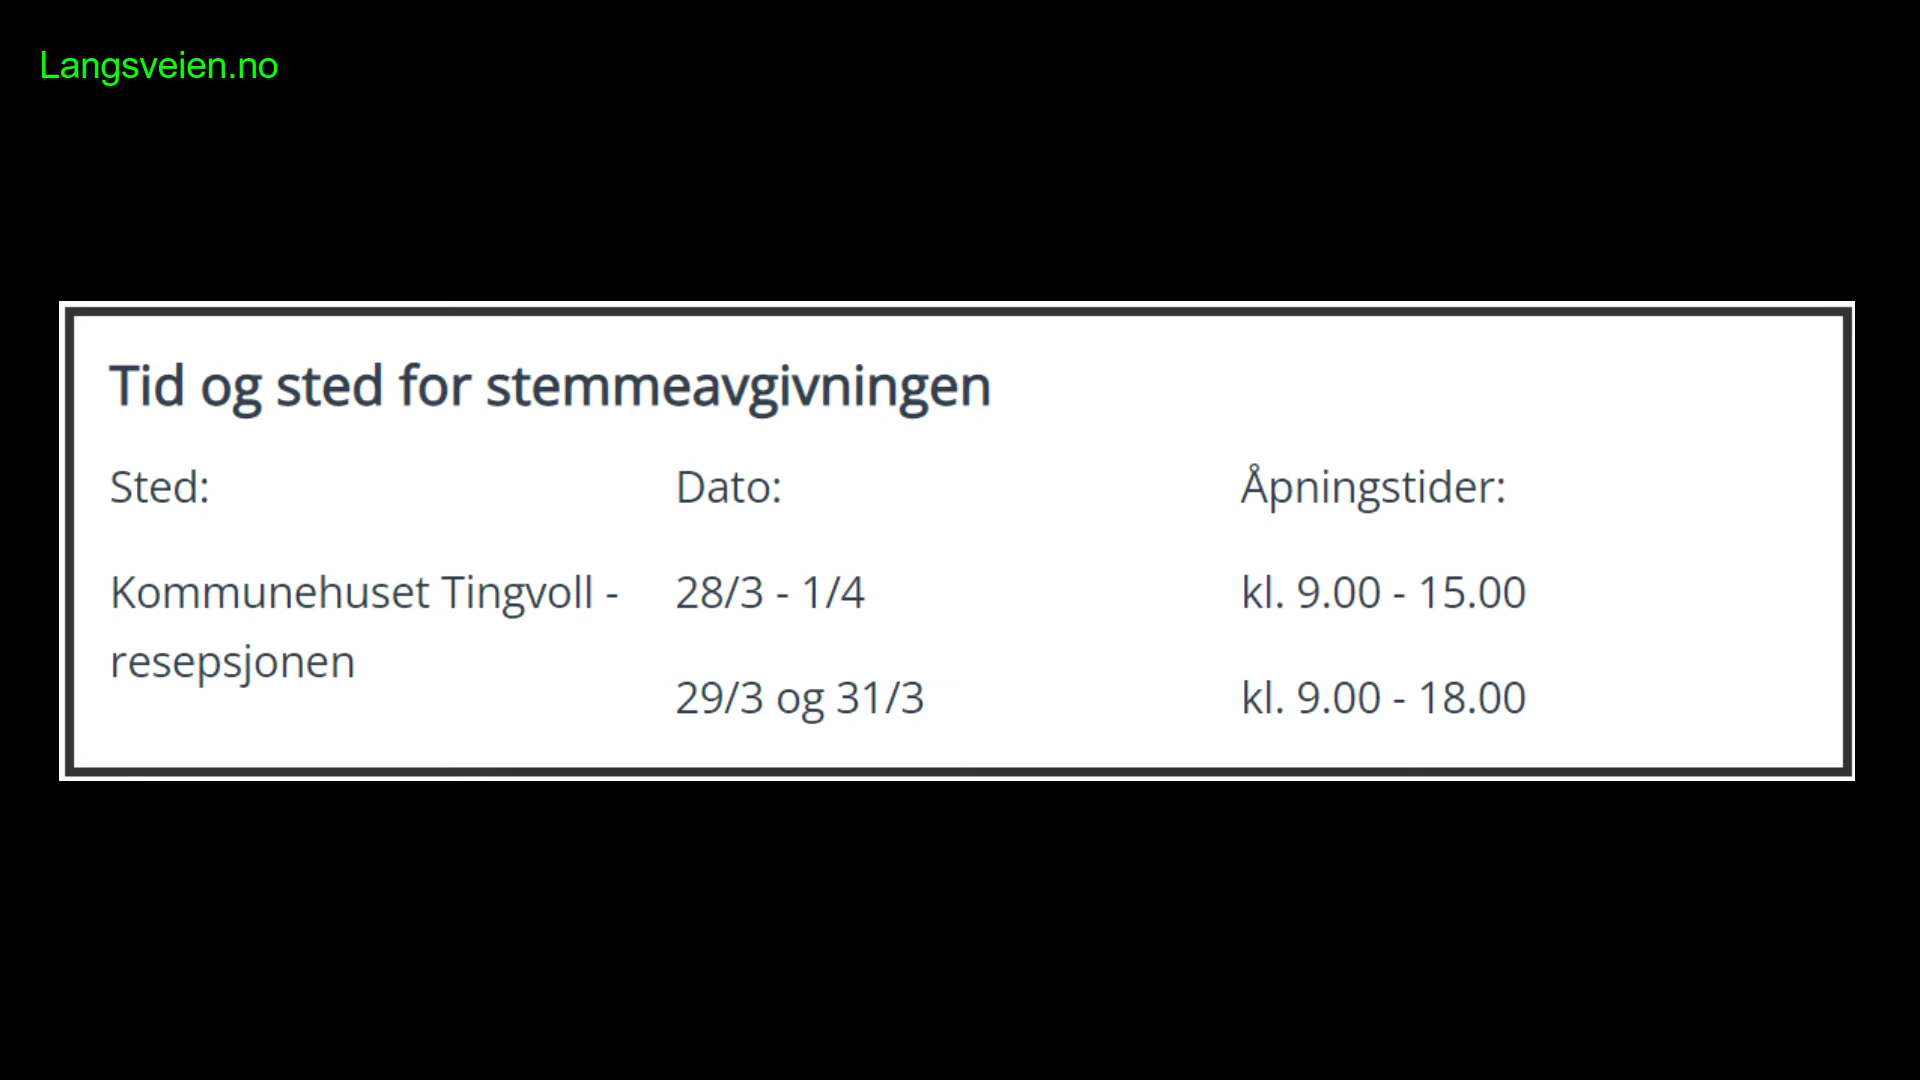 Langsveien.no
Tid og sted for stemmeavgivningen
Sted: Dato: Åpningstider:
Kommunehuset Tingvoll - 28/3 - 1/4 kl. 9.00 - 15.00
resepsjonen
29/3 og 31/3 kl. 9.00 - 18.00